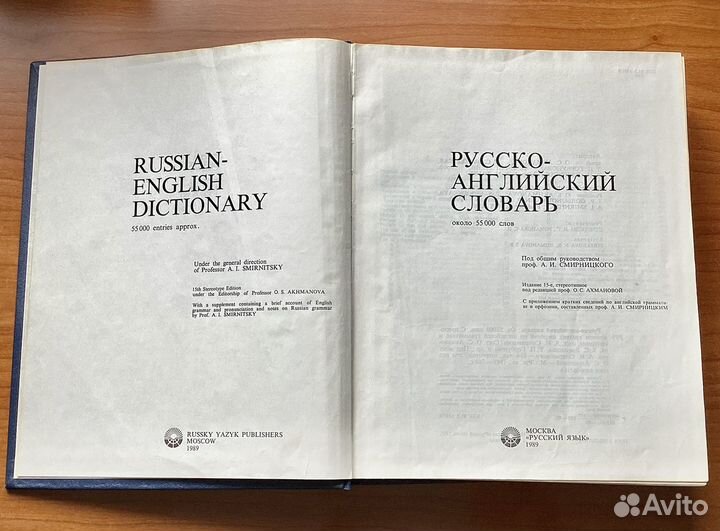 RUSSIAN-
ENGLISH
DICTIONARY
55 000 entries approx.
Under the general direction
of Professor A. I. SMIRNITSKY
15th Stereotype Edition
under the Editorship of Professor O. S. AKHMANOVA
With a supplement containing a brief account of English
grammar and pronunciation and notes on Russian grammar
by Prof. A. I. SMIRNITSKY
RUSSKY YAZYK PUBLISHERS
MOSCOW
1989
РУССКО-
АНГЛИЙСКИЙ
СЛОВАРЬ
около 55 000 слов
Под общим руководством
проф. А. И. СМИРНИЦКОГО
Издание 15-е, стереотипное
под редакцией проф. О. С. АХМАНОВОЙ
С приложением кратких сведений по английской граммати-
ке и орфоэпии, составленных проф. А. И. СМИРНИЦКИМ
МОСКВА
«РУССКИЙ ЯЗЫК»
1989
Avito